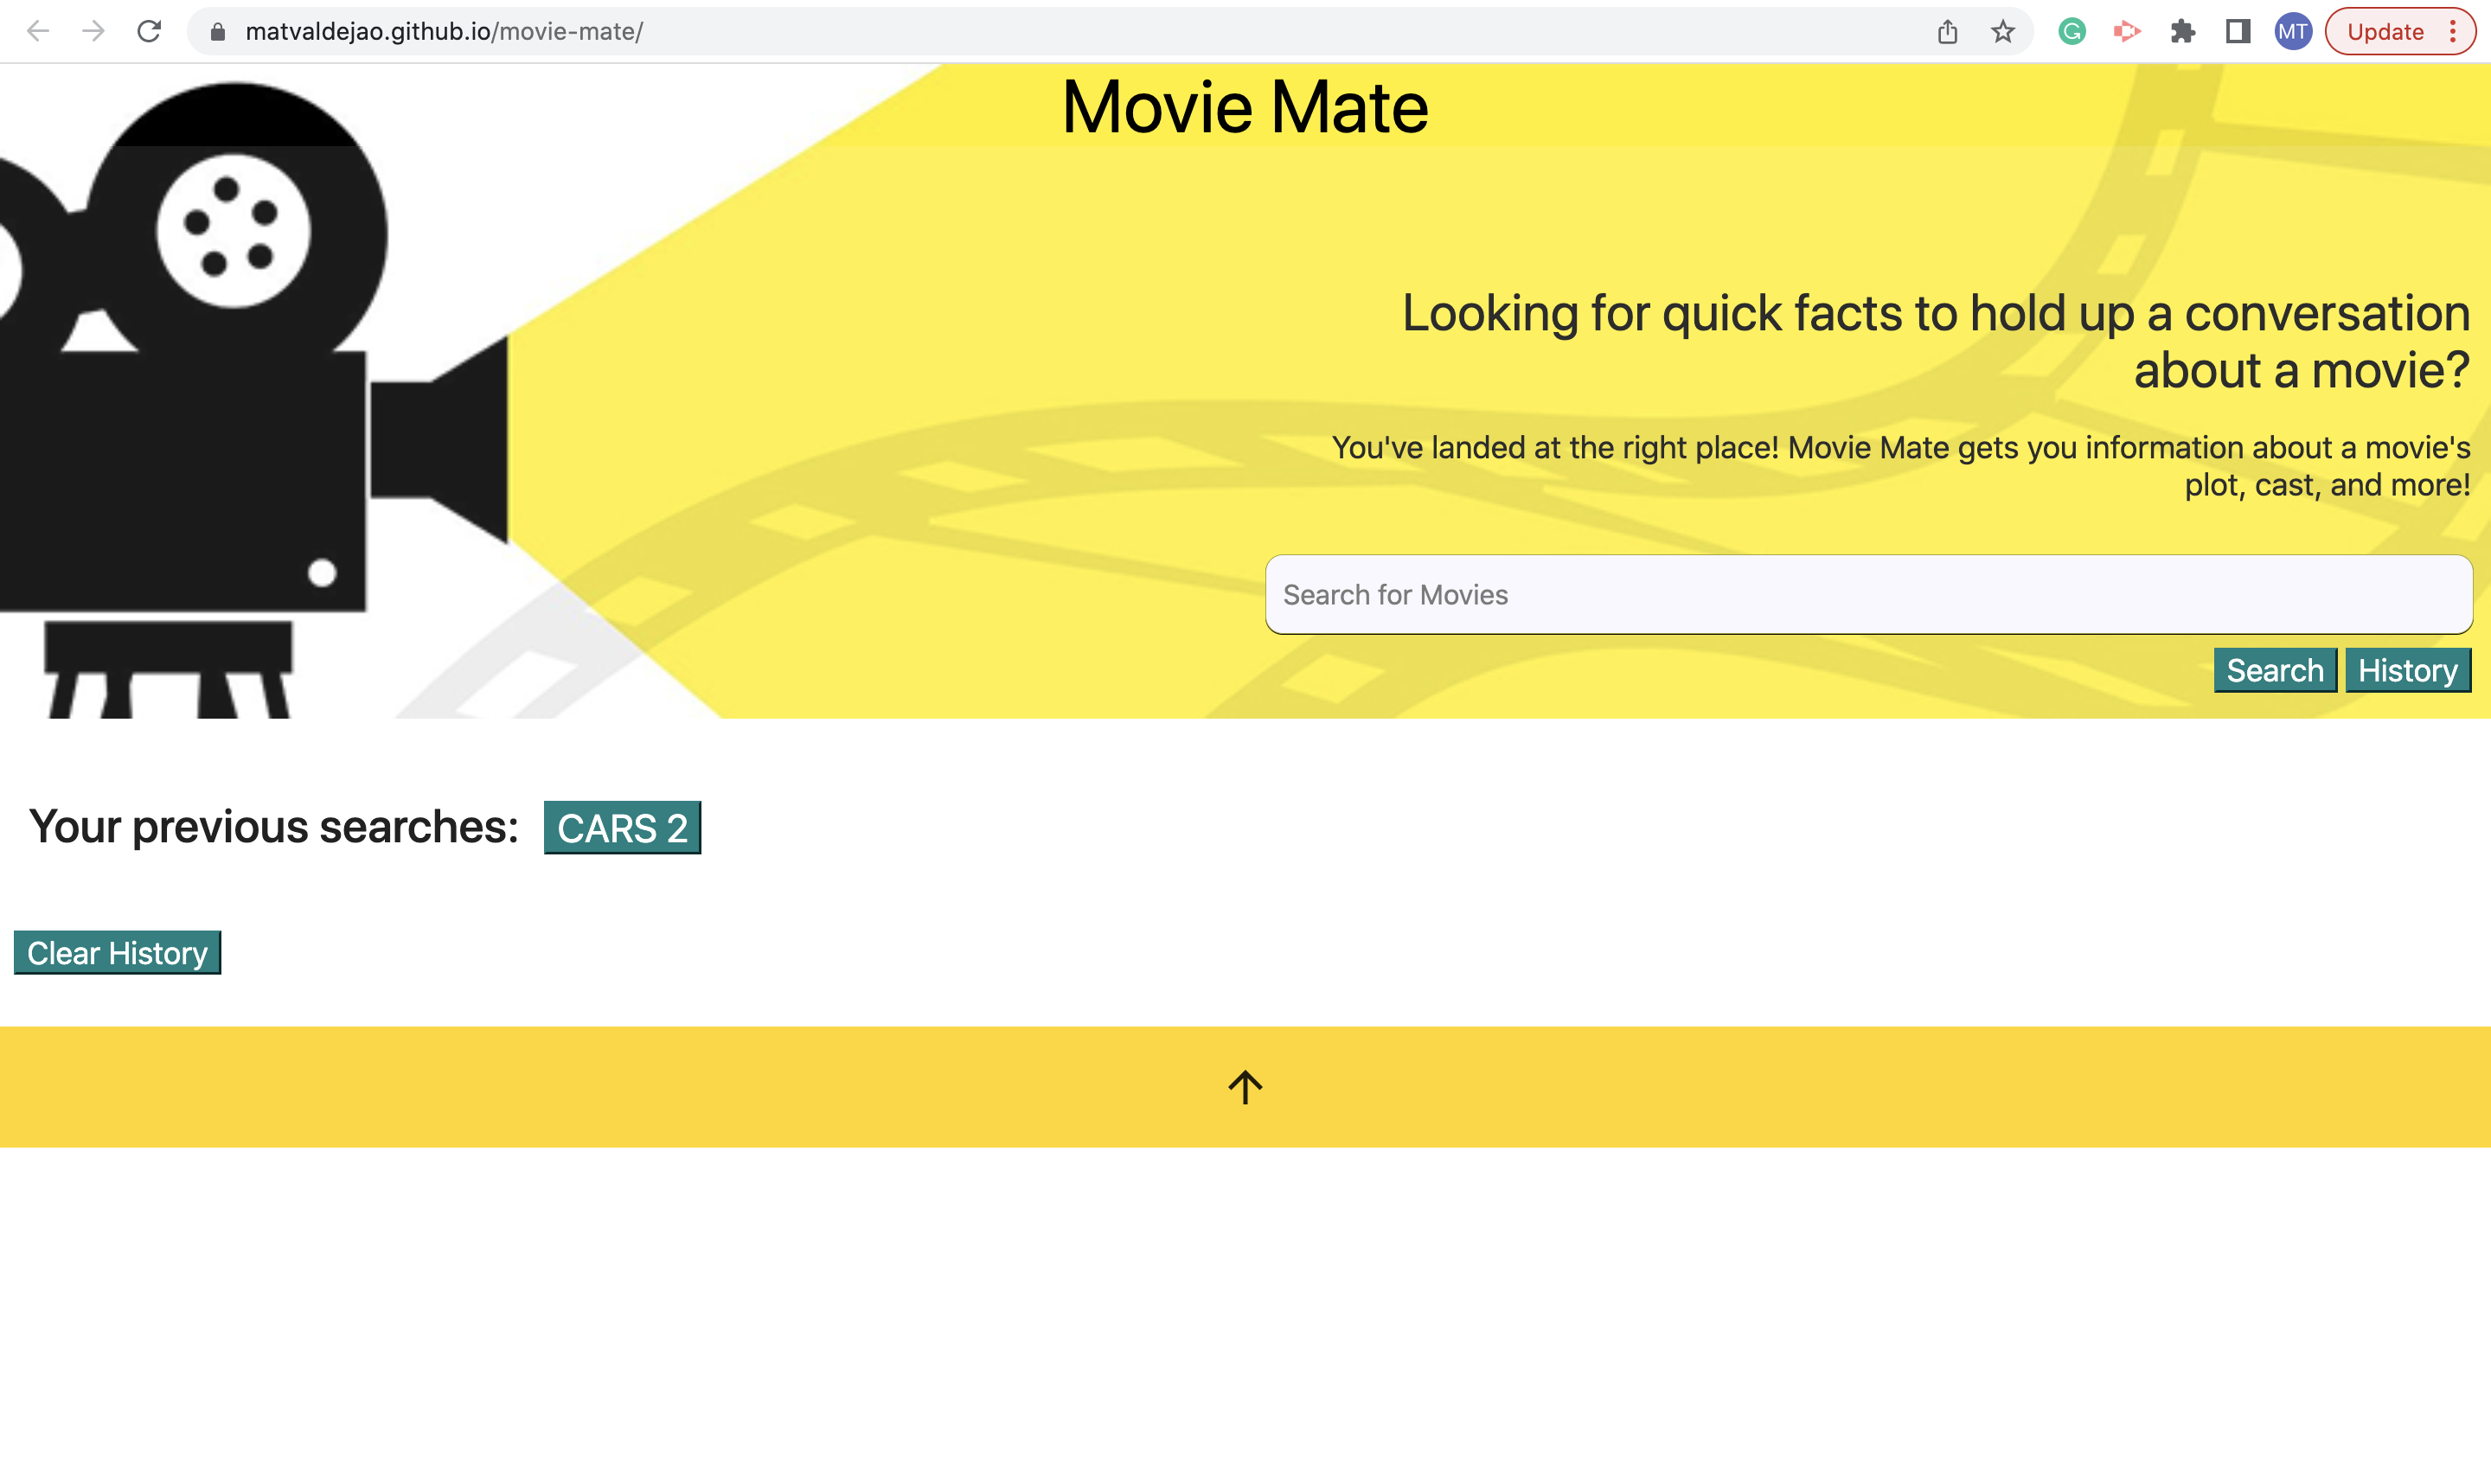 matvaldejao.github.io/movie-mate/
MT
Update
Movie Mate
Looking for quick facts to hold up a conversation
about a movie?
You've landed at the right place! Movie Mate gets you information about a movie's
plot, cast, and more!
Search for Movies
Search History
Your previous searches: CARS 2
Clear History